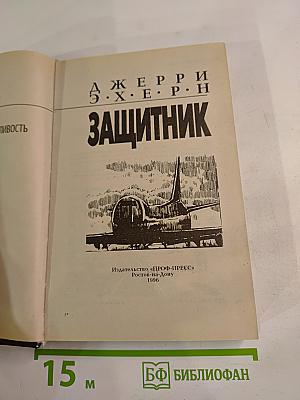 ДЖЕРРИ
Э·Х·Е·Р·Н
ЛИВОСТЬ
ЗАЩИТНИК
Издательство «ПРОФ-ПРЕСС»
Ростов-на-Дону
1996
15 м
БФ БИБЛИОФАН